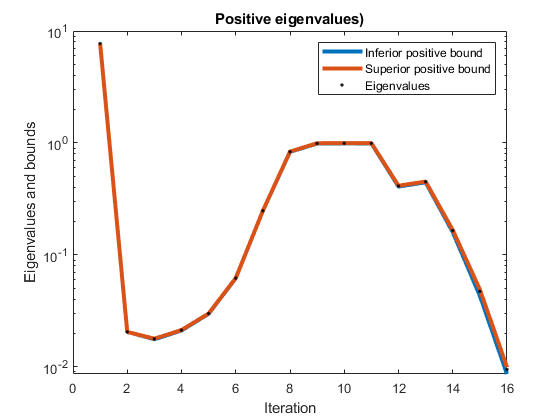 Positive eigenvalues)
Inferior positive bound
Superior positive bound
Eigenvalues
Eigenvalues and bounds
10^1
10^0
10^-1
10^-2
0 2 4 6 8 10 12 14 16
Iteration